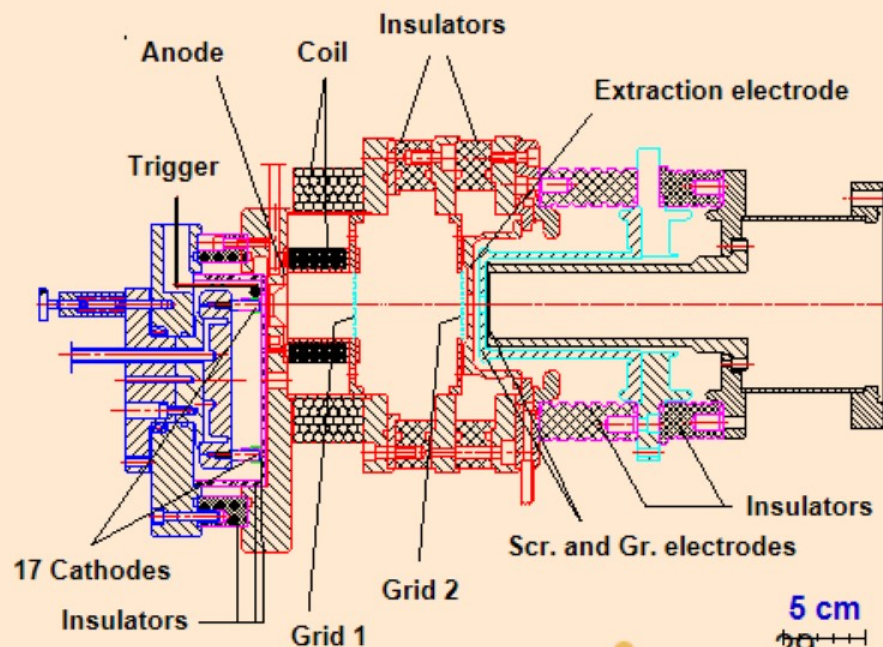 Insulators
Anode
Coil
Extraction electrode
Trigger
Insulators
Scr. and Gr. electrodes
17 Cathodes
Grid 2
Insulators
Grid 1
5 cm